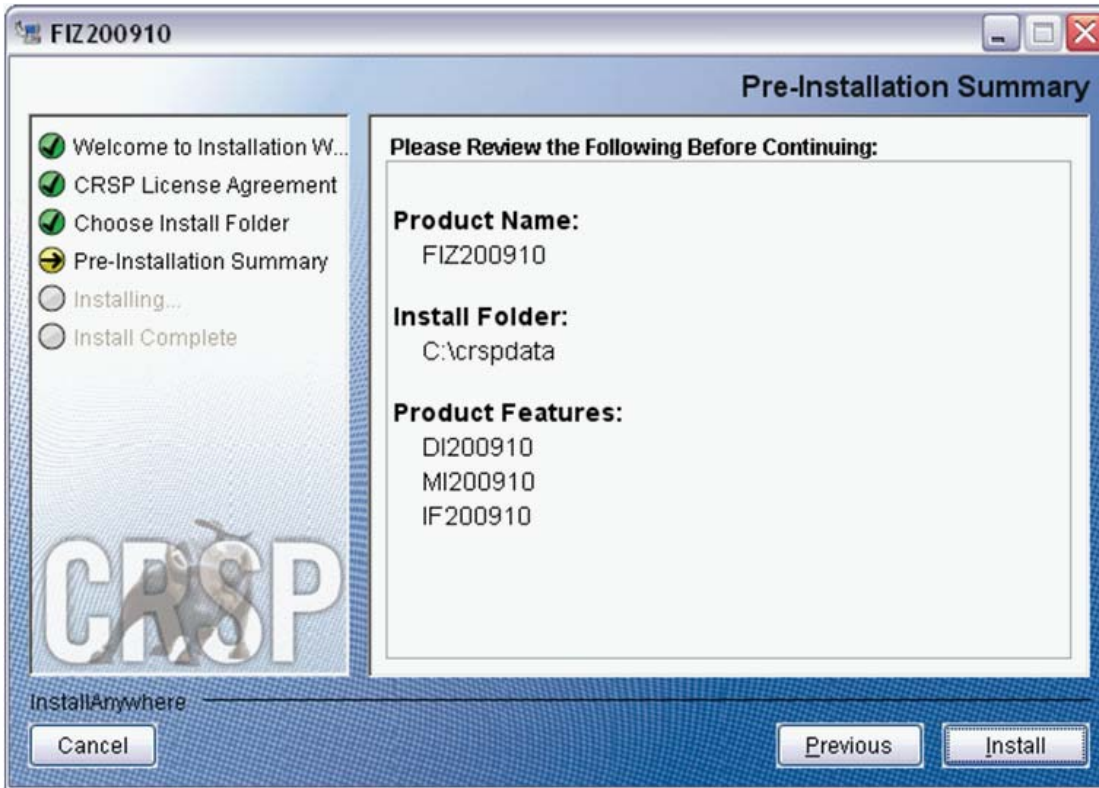 FIZ200910
Pre-Installation Summary
Welcome to Installation W...
CRSP License Agreement
Choose Install Folder
Pre-Installation Summary
Installing...
Install Complete
CRSP
Please Review the Following Before Continuing:
Product Name:
FIZ200910
Install Folder:
C:\crspdata
Product Features:
DI200910
MI200910
IF200910
InstallAnywhere
Cancel
Previous
Install